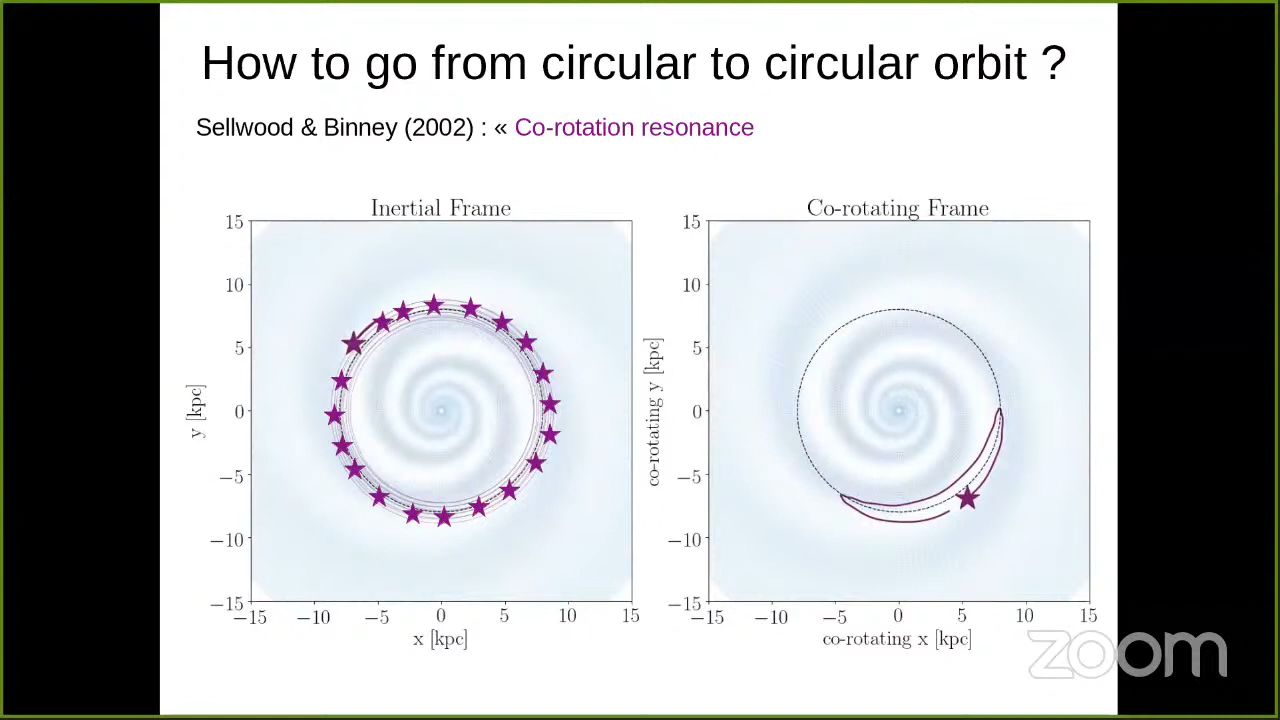 How to go from circular to circular orbit ?
Sellwood & Binney (2002) : « Co-rotation resonance
Inertial Frame
15
10
5
0
−5
−10
−15
y [kpc]
−15 −10 −5 0 5 10 15
x [kpc]
Co-rotating Frame
15
10
5
0
−5
−10
−15
co-rotating y [kpc]
−15 −10 −5 0 5 10 15
co-rotating x [kpc]
zoom